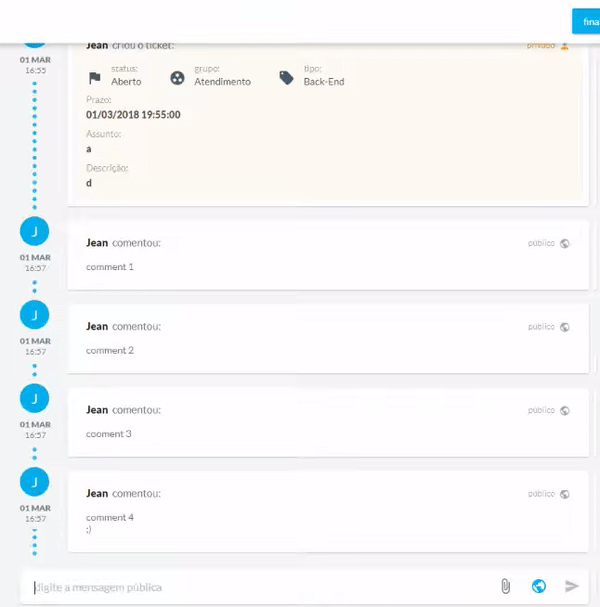 fina
Jean criou o ticket:
privado
01 MAR
16:55
status:
Aberto
grupo:
Atendimento
tipo:
Back-End
Prazo:
01/03/2018 19:55:00
Assunto:
a
Descrição:
d
J
01 MAR
16:57
Jean comentou:
público
comment 1
J
01 MAR
16:57
Jean comentou:
público
comment 2
J
01 MAR
16:57
Jean comentou:
público
cooment 3
J
01 MAR
16:57
Jean comentou:
público
comment 4
;)
digite a mensagem pública